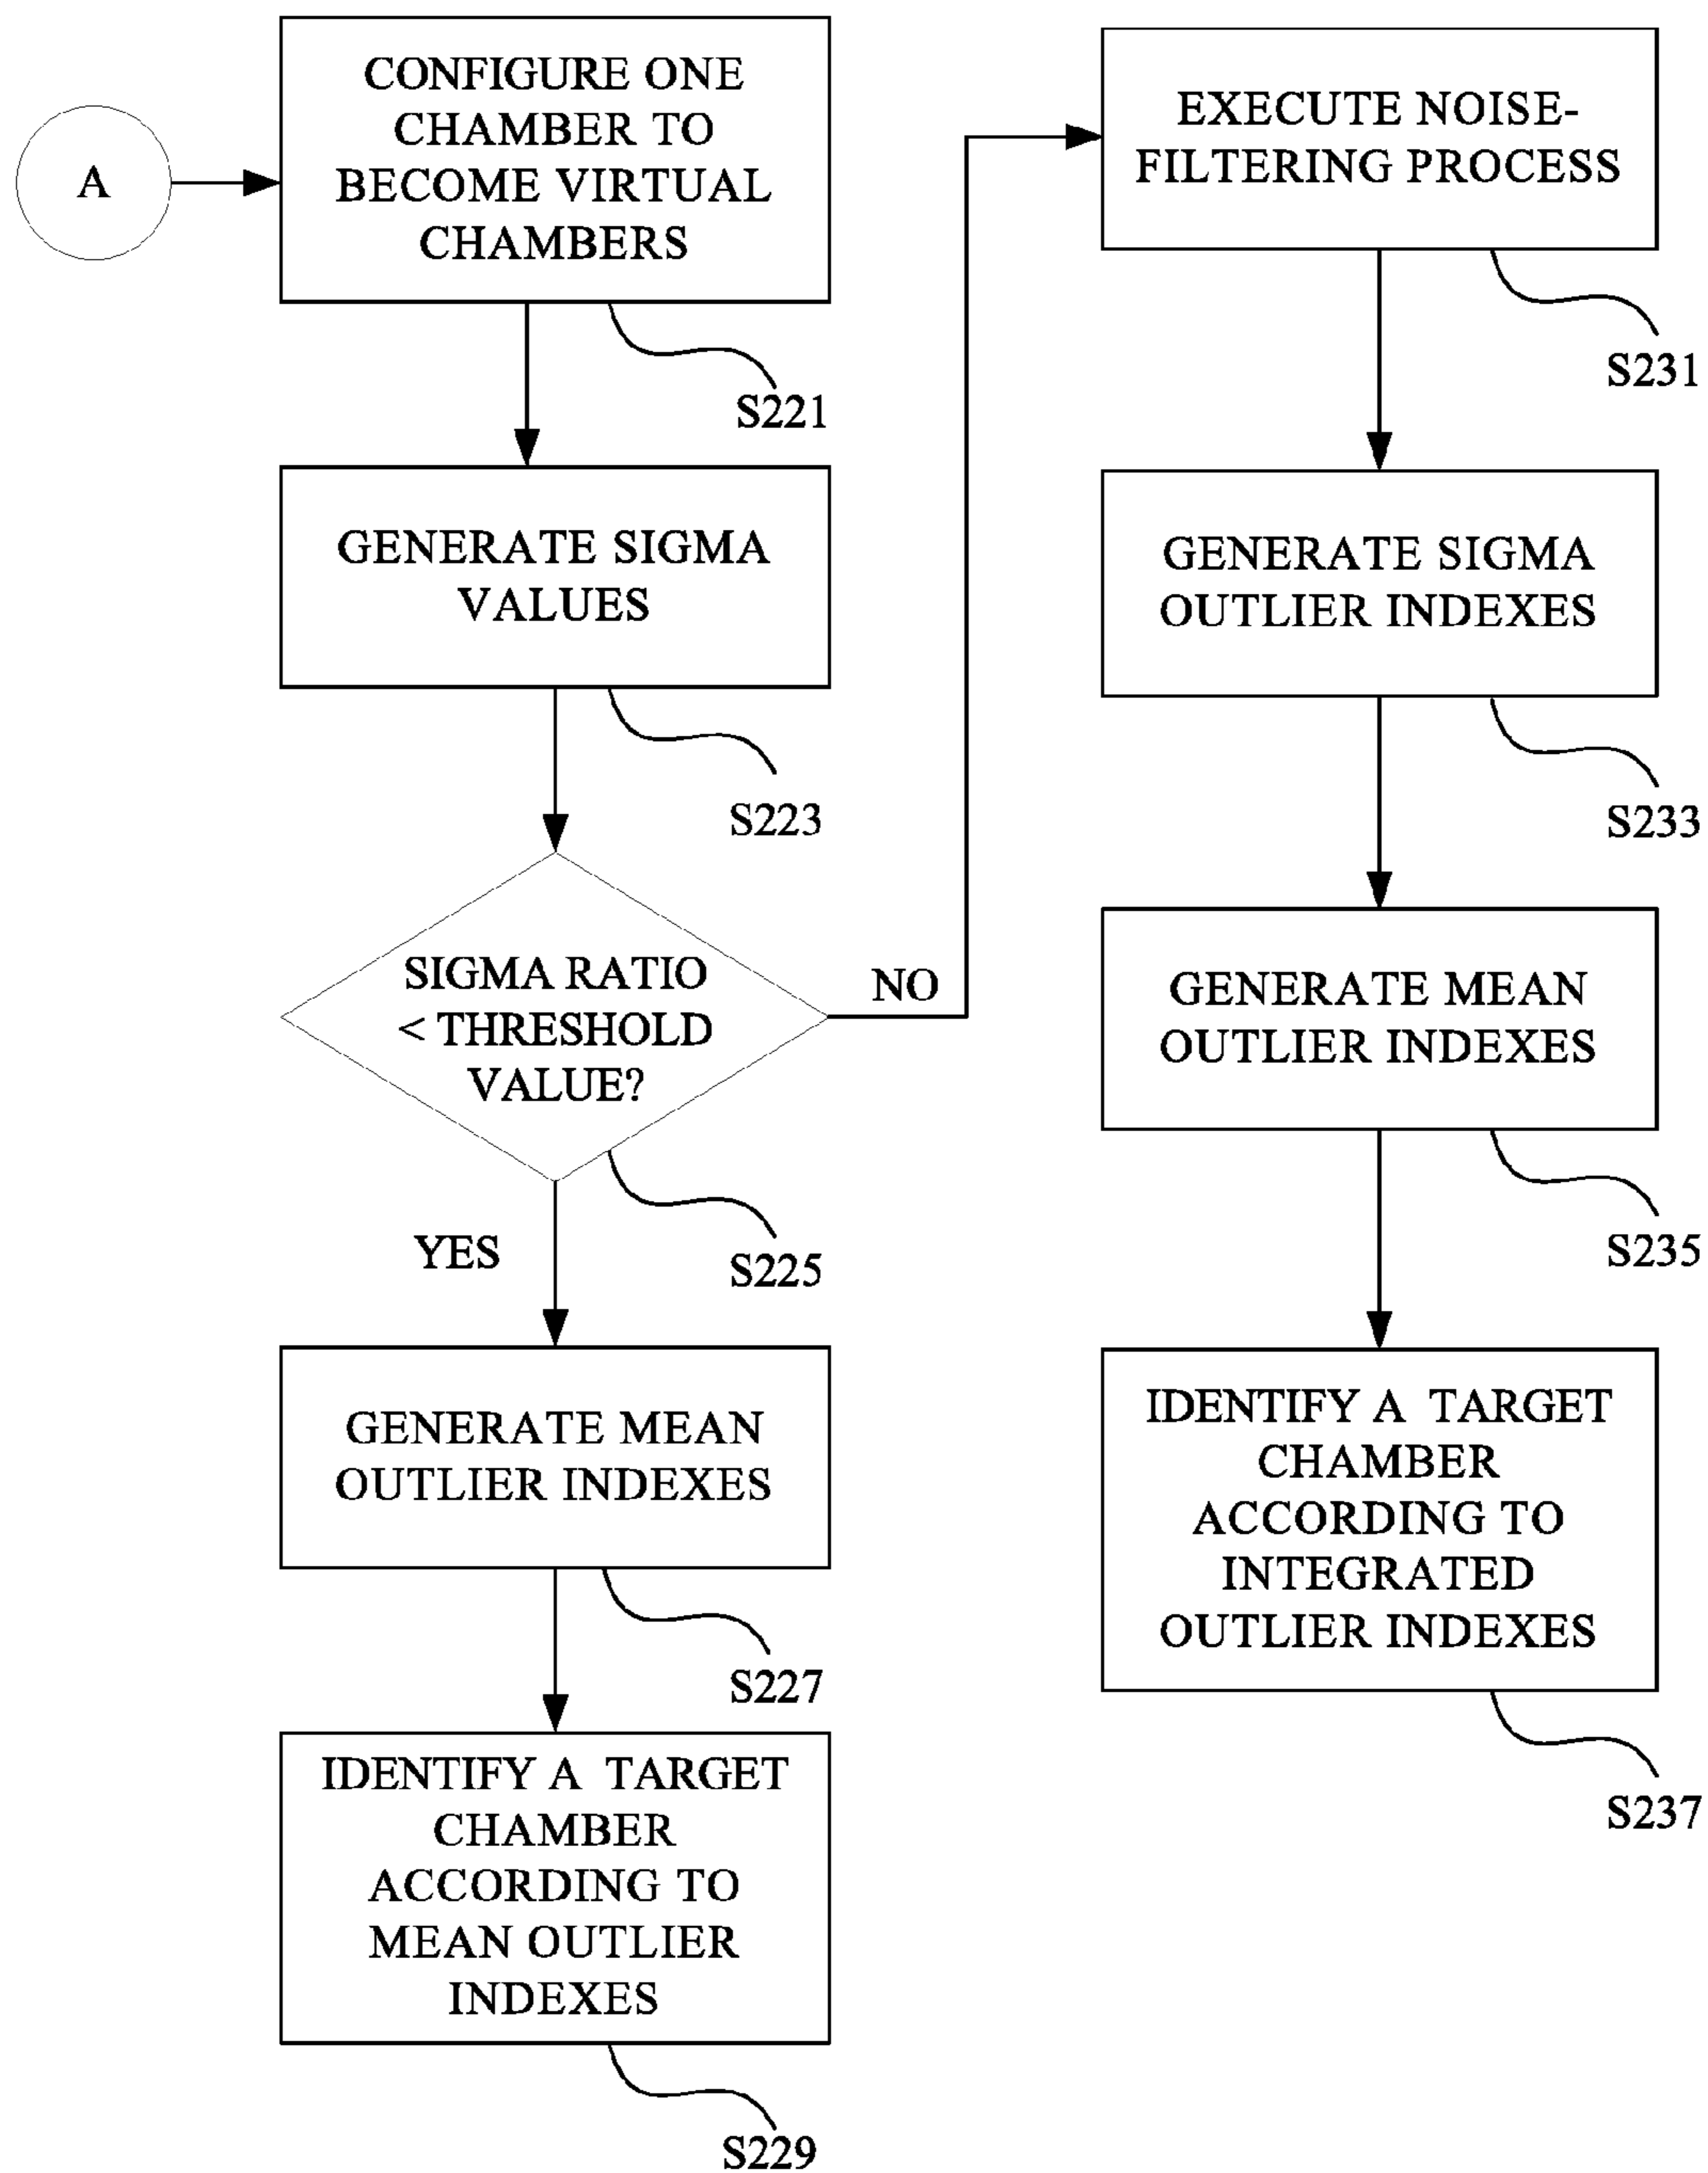 A
CONFIGURE ONE
CHAMBER TO
BECOME VIRTUAL
CHAMBERS
S221
GENERATE SIGMA
VALUES
S223
SIGMA RATIO
< THRESHOLD
VALUE?
S225
NO
YES
GENERATE MEAN
OUTLIER INDEXES
S227
IDENTIFY A TARGET
CHAMBER
ACCORDING TO
MEAN OUTLIER
INDEXES
S229
EXECUTE NOISE-
FILTERING PROCESS
S231
GENERATE SIGMA
OUTLIER INDEXES
S233
GENERATE MEAN
OUTLIER INDEXES
S235
IDENTIFY A TARGET
CHAMBER
ACCORDING TO
INTEGRATED
OUTLIER INDEXES
S237